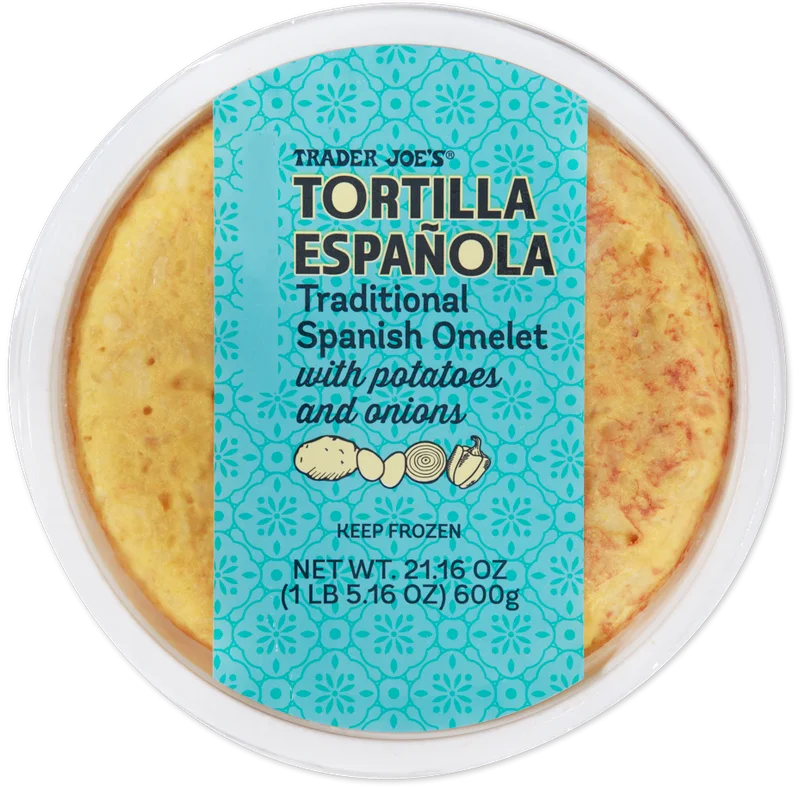 TRADER JOE'S®
TORTILLA
ESPAÑOLA
Traditional
Spanish Omelet
with potatoes
and onions
KEEP FROZEN
NET WT. 21.16 OZ
(1 LB 5.16 OZ) 600g